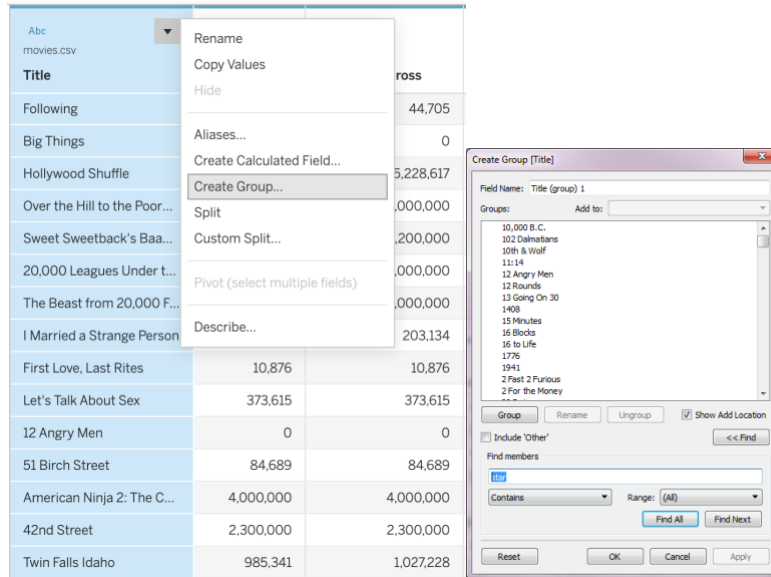 Abc
movies.csv
Title
Rename
Copy Values
Hide
Aliases...
Create Calculated Field...
Create Group...
Split
Custom Split...
Pivot (select multiple fields)
Describe...
ross
Following 44,705
Big Things 0
Hollywood Shuffle 5,228,617
Over the Hill to the Poor... ,000,000
Sweet Sweetback's Baa... ,200,000
20,000 Leagues Under t... ,000,000
The Beast from 20,000 F... ,000,000
I Married a Strange Person 203,134
First Love, Last Rites 10,876 10,876
Let's Talk About Sex 373,615 373,615
12 Angry Men 0 0
51 Birch Street 84,689 84,689
American Ninja 2: The C... 4,000,000 4,000,000
42nd Street 2,300,000 2,300,000
Twin Falls Idaho 985,341 1,027,228
Create Group [Title]
Field Name: Title (group) 1
Groups: Add to:
10,000 B.C.
102 Dalmatians
10th & Wolf
11:14
12 Angry Men
12 Rounds
13 Going On 30
1408
15 Minutes
16 Blocks
16 to Life
1776
1941
2 Fast 2 Furious
2 For the Money
Group Rename Ungroup Show Add Location
Include 'Other' << Find
Find members
star
Contains Range: (All)
Find All Find Next
Reset OK Cancel Apply